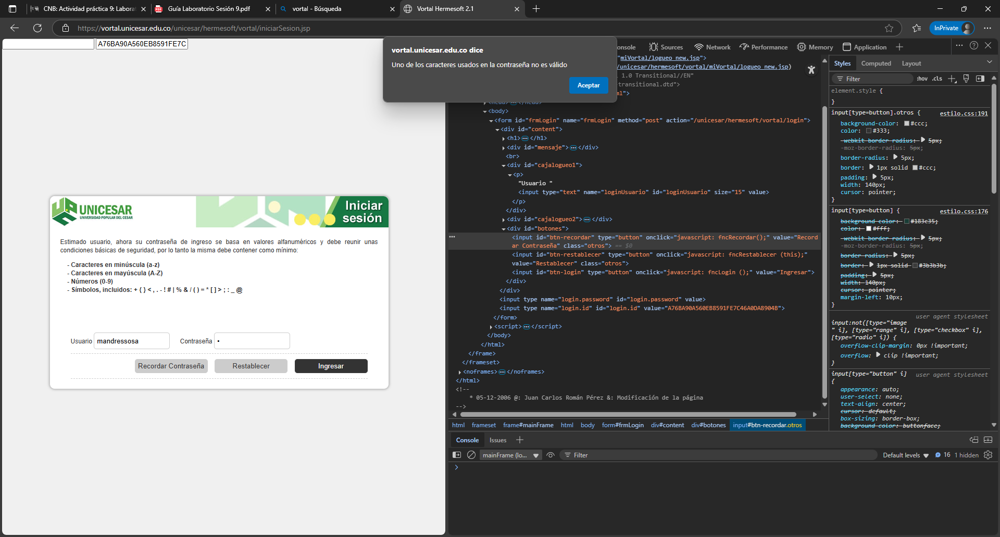 CNB: Actividad práctica 9: Laborat
Guía Laboratorio Sesión 9.pdf
vortal - Búsqueda
Vortal Hermesoft 2.1
https://vortal.unicesar.edu.co/unicesar/hermesoft/vortal/iniciarSesion.jsp
InPrivate
A76BA90A560EB8591FE7C
vortal.unicesar.edu.co dice
Uno de los caracteres usados en la contraseña no es válido
Aceptar
UNICESAR
UNIVERSIDAD POPULAR DEL CESAR
Iniciar
sesión
Estimado usuario, ahora su contraseña de ingreso se basa en valores alfanuméricos y debe reunir unas
condiciones básicas de seguridad, por lo tanto la misma debe contener como mínimo:
- Caracteres en minúscula (a-z)
- Caracteres en mayúscula (A-Z)
- Números (0-9)
- Símbolos, incluidos: + { } < , . - ! # | % & / ( ) = * [ ] > ; : _ @
Usuario mandressosa Contraseña •
Recordar Contraseña Restablecer Ingresar
onsole Sources Network Performance Memory Application
"miVortal/logueo_new.jsp">
/unicesar/hermesoft/vortal/miVortal/logueo_new.jsp)
1.0 Transitional//EN"
transitional.dtd">
ml">
<head>…</head>
<body>
<form id="frmLogin" name="frmLogin" method="post" action="/unicesar/hermesoft/vortal/login">
<div id="content">
<h1>…</h1>
<div id="mensaje">…</div>
<br>
<div id="cajalogueo1">
<p>
"Usuario "
<input type="text" name="loginUsuario" id="loginUsuario" size="15" value>
</p>
</div>
<div id="cajalogueo2">…</div>
<div id="botones">
<input id="btn-recordar" type="button" onclick="javascript: fncRecordar();" value="Record
ar Contraseña" class="otros"> == $0
<input id="btn-restablecer" type="button" onclick="javascript: fncRestablecer (this);"
value="Restablecer" class="otros">
<input id="btn-login" type="button" onclick="javascript: fncLogin ();" value="Ingresar">
</div>
</div>
<input type name="login.password" id="login.password" value>
<input type name="login.id" id="login.id" value="A76BA90A560EB8591FE7C46A0DA8904B">
</form>
<script>…</script>
</body>
</html>
</frame>
</frameset>
<noframes>…</noframes>
</html>
<!--
* 05-12-2006 @: Juan Carlos Román Pérez &: Modificación de la página
-->
html frameset frame#mainFrame html body form#frmLogin div#content div#botones input#btn-recordar.otros
Styles Computed Layout
Filter :hov .cls
element.style {
}
input[type=button].otros { estilo.css:191
background-color: #ccc;
color: #333;
-webkit-border-radius: 5px;
-moz-border-radius: 5px;
border-radius: 5px;
border: 1px solid #ccc;
padding: 5px;
width: 140px;
cursor: pointer;
}
input[type=button] { estilo.css:176
background-color: #183c35;
color: #fff;
-webkit-border-radius: 5px;
-moz-border-radius: 5px;
border-radius: 5px;
border: 1px solid #3b3b3b;
padding: 5px;
width: 140px;
cursor: pointer;
margin-left: 10px;
}
user agent stylesheet
input:not([type="image
" i], [type="range" i], [type="checkbox" i],
[type="radio" i]) {
overflow-clip-margin: 0px !important;
overflow: clip !important;
}
input[type="button" i] user agent stylesheet
{
appearance: auto;
user-select: none;
text-align: center;
cursor: default;
box-sizing: border-box;
background-color: buttonface;
Console Issues
mainFrame (lo... Filter Default levels 16 1 hidden